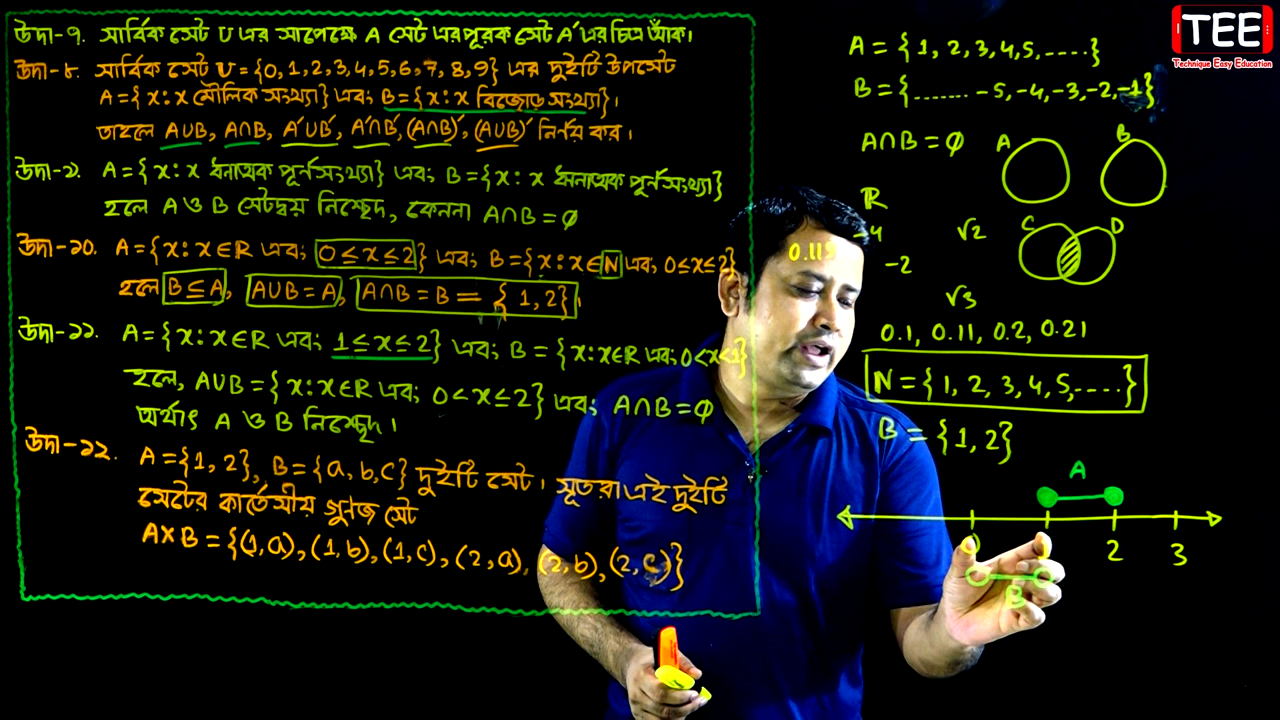 উদা-৭. সার্বিক সেট U এর সাপেক্ষে A সেট এর পূরক সেট A′ এর চিত্র আঁক।
উদা-৮. সার্বিক সেট U = {0,1,2,3,4,5,6,7,8,9} এর দুইটি উপসেট
A = {x : x মৌলিক সংখ্যা} এবং B = {x : x বিজোড় সংখ্যা}।
তাহলে A∪B, A∩B, A′∪B′, A′∩B′, (A∩B)′, (A∪B)′ নির্ণয় কর।
উদা-৯. A = {x : x ধনাত্মক পূর্নসংখ্যা} এবং B = {x : x ঋনাত্মক পূর্নসংখ্যা}
হলে A ও B সেটদ্বয় নিশ্ছেদ, কেননা A∩B = φ
উদা-১০. A = {x : x∈R এবং 0≤x≤2} এবং B = {x : x∈N এবং 0≤x≤2}
হলে B⊆A, A∪B = A, A∩B = B = {1,2}।
উদা-১১. A = {x : x∈R এবং 1≤x≤2} এবং B = {x : x∈R এবং 0<x<1}
হলে, A∪B = {x : x∈R এবং 0<x≤2} এবং A∩B = φ
অর্থাৎ A ও B নিশ্ছেদ।
উদা-১২. A = {1,2}, B = {a,b,c} দুইটি সেট। সুতরা এই দুইটি
সেটের কার্তেসীয় গুণজ সেট
A×B = {(1,a), (1,b), (1,c), (2,a), (2,b), (2,c)}
TEE
Technique Easy Education
A = {1, 2, 3, 4, 5, .....}
B = {....... -5, -4, -3, -2, -1}
A∩B = φ
A B
C D
R
-4 √2
-2
√3
0.1, 0.11, 0.2, 0.21
N = {1, 2, 3, 4, 5, .....}
B = {1, 2}
A
0 1 2 3
B